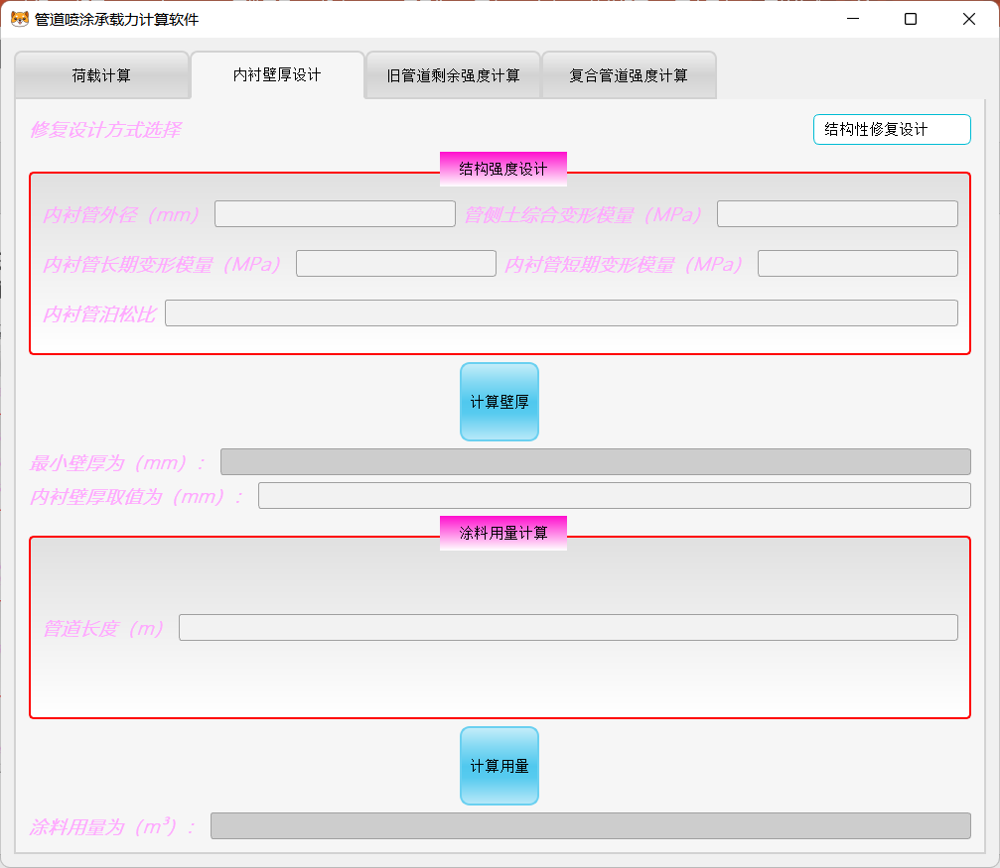 管道喷涂承载力计算软件
荷载计算
内衬壁厚设计
旧管道剩余强度计算
复合管道强度计算
修复设计方式选择
结构性修复设计
结构强度设计
内衬管外径（mm）
管侧土综合变形模量（MPa）
内衬管长期变形模量（MPa）
内衬管短期变形模量（MPa）
内衬管泊松比
计算壁厚
最小壁厚为（mm）：
内衬壁厚取值为（mm）：
涂料用量计算
管道长度（m）
计算用量
涂料用量为（m³）：